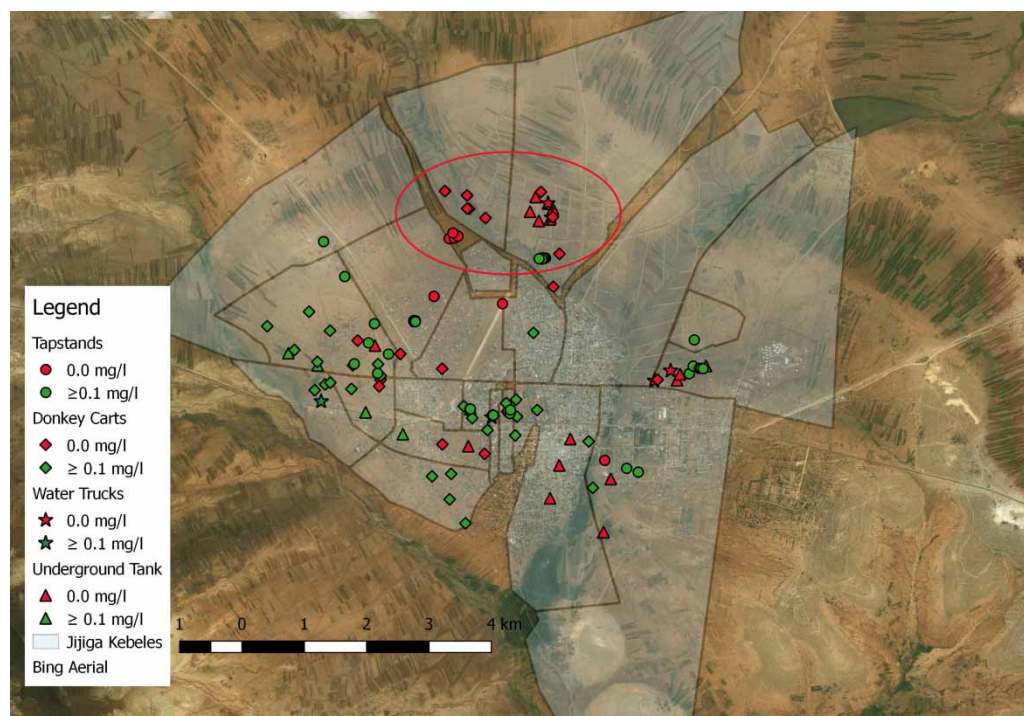 Legend
Tapstands
0.0 mg/l
≥0.1 mg/l
Donkey Carts
0.0 mg/l
≥ 0.1 mg/l
Water Trucks
0.0 mg/l
≥ 0.1 mg/l
Underground Tank
0.0 mg/l
≥ 0.1 mg/l
Jijiga Kebeles
Bing Aerial
1 0 1 2 3 4 km